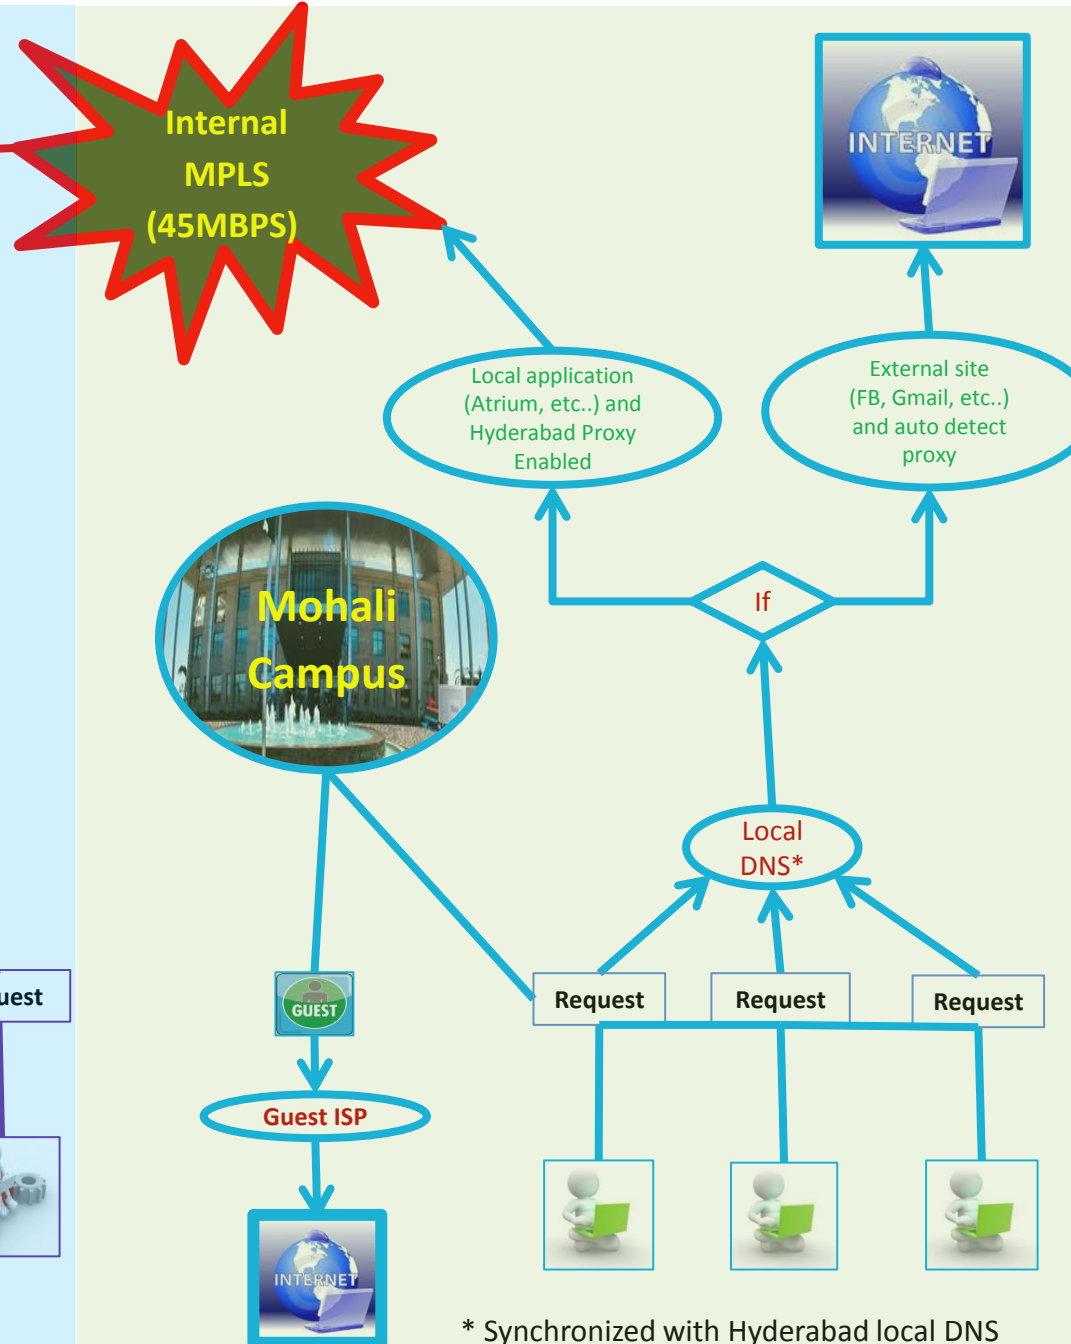 Internal
MPLS
(45MBPS)
INTERNET
Local application
(Atrium, etc..) and
Hyderabad Proxy
Enabled
External site
(FB, Gmail, etc..)
and auto detect
proxy
If
Mohali
Campus
Local
DNS*
uest
GUEST
Request
Request
Request
Guest ISP
INTERNET
* Synchronized with Hyderabad local DNS